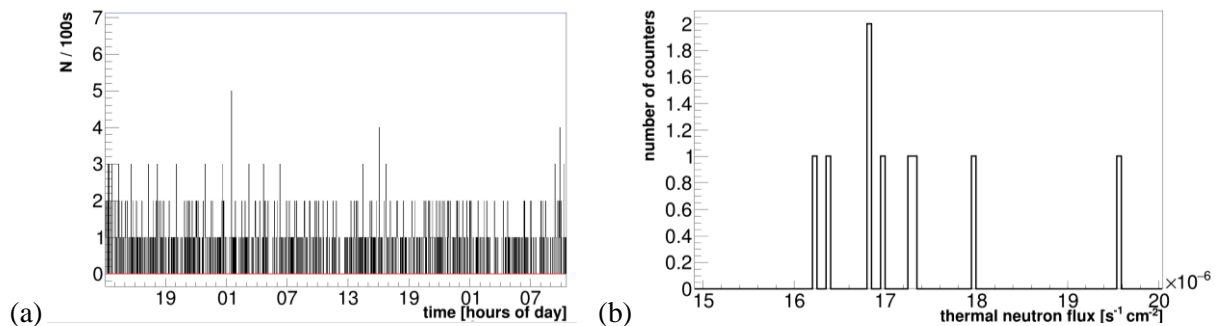 N / 100s
7
6
5
4
3
2
1
0
19 01 07 13 19 01 07
time [hours of day]
(a)
number of counters
2
1.8
1.6
1.4
1.2
1
0.8
0.6
0.4
0.2
0
15 16 17 18 19 20
×10⁻⁶
thermal neutron flux [s⁻¹ cm⁻²]
(b)